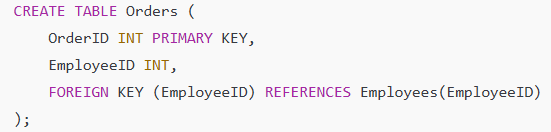 CREATE TABLE Orders (
    OrderID INT PRIMARY KEY,
    EmployeeID INT,
    FOREIGN KEY (EmployeeID) REFERENCES Employees(EmployeeID)
);